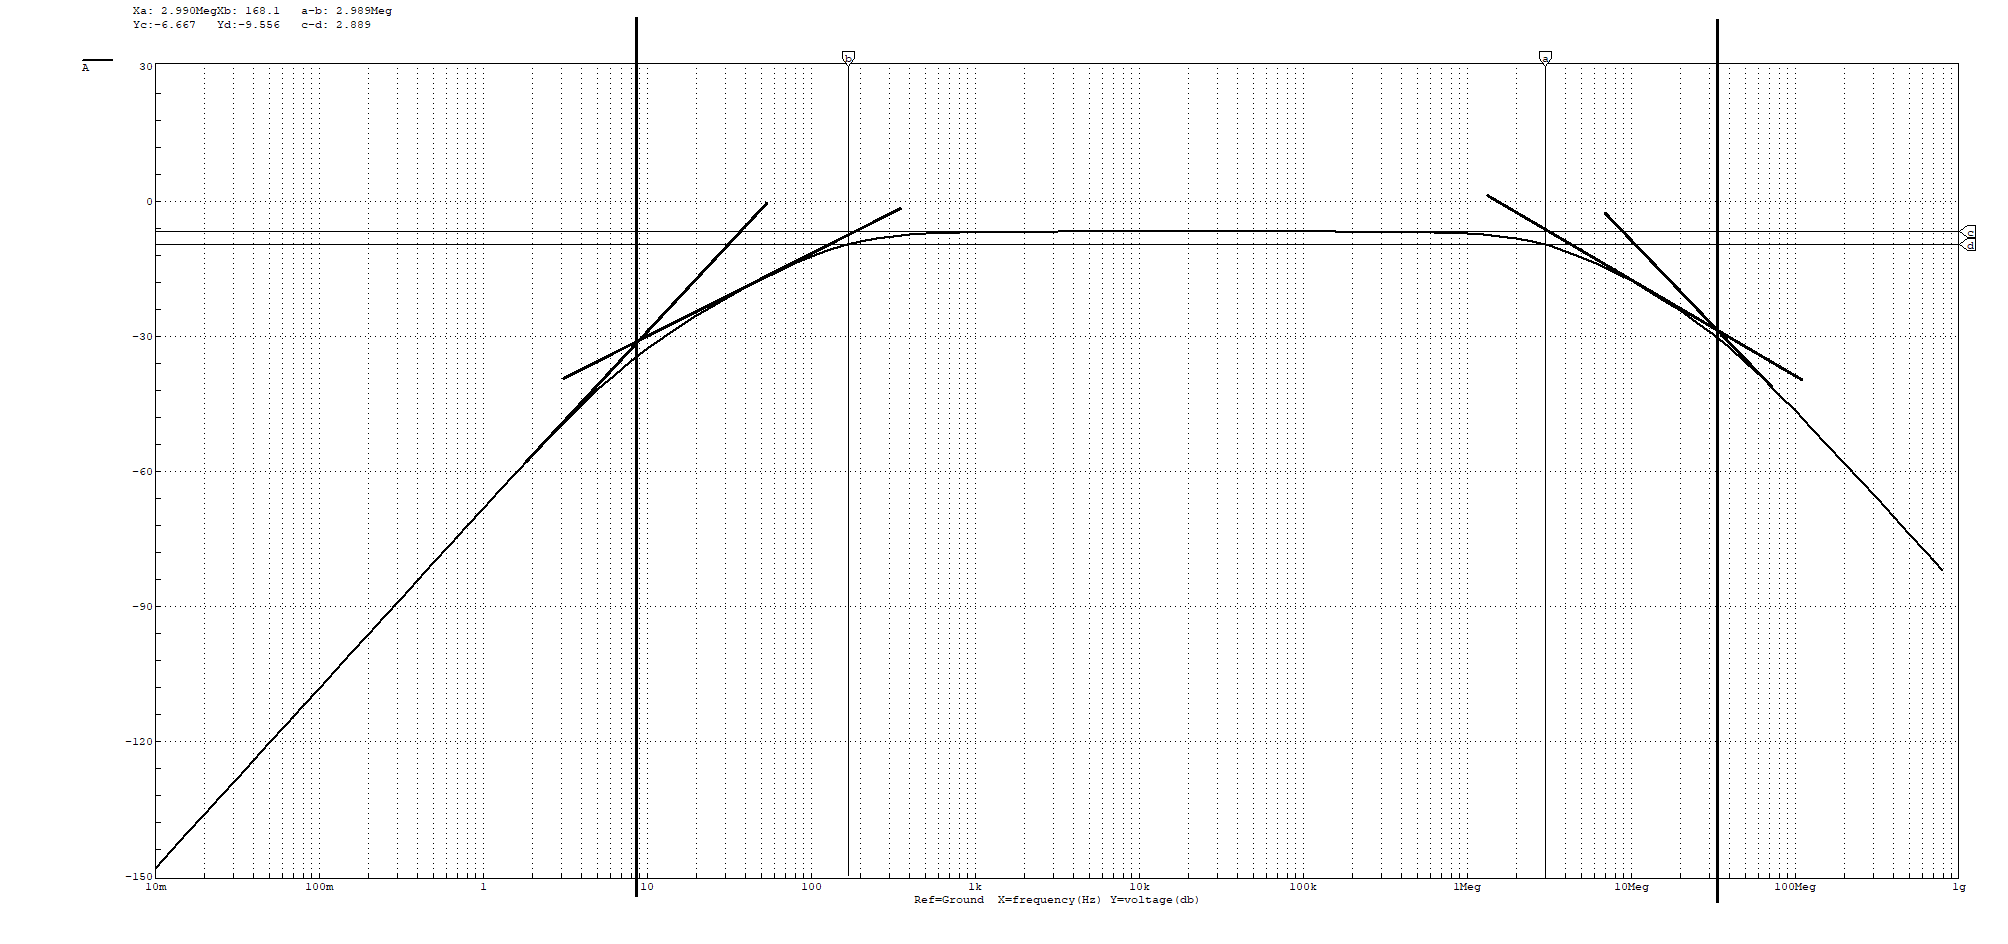 Xa: 2.990MegXb: 168.1 a-b: 2.989Meg
Yc:-6.667 Yd:-9.556 c-d: 2.889
b a
A
30
0
c
d
-30
-60
-90
-120
-150
10m 100m 1 10 100 1k 10k 100k 1Meg 10Meg 100Meg 1g
Ref=Ground X=frequency(Hz) Y=voltage(db)